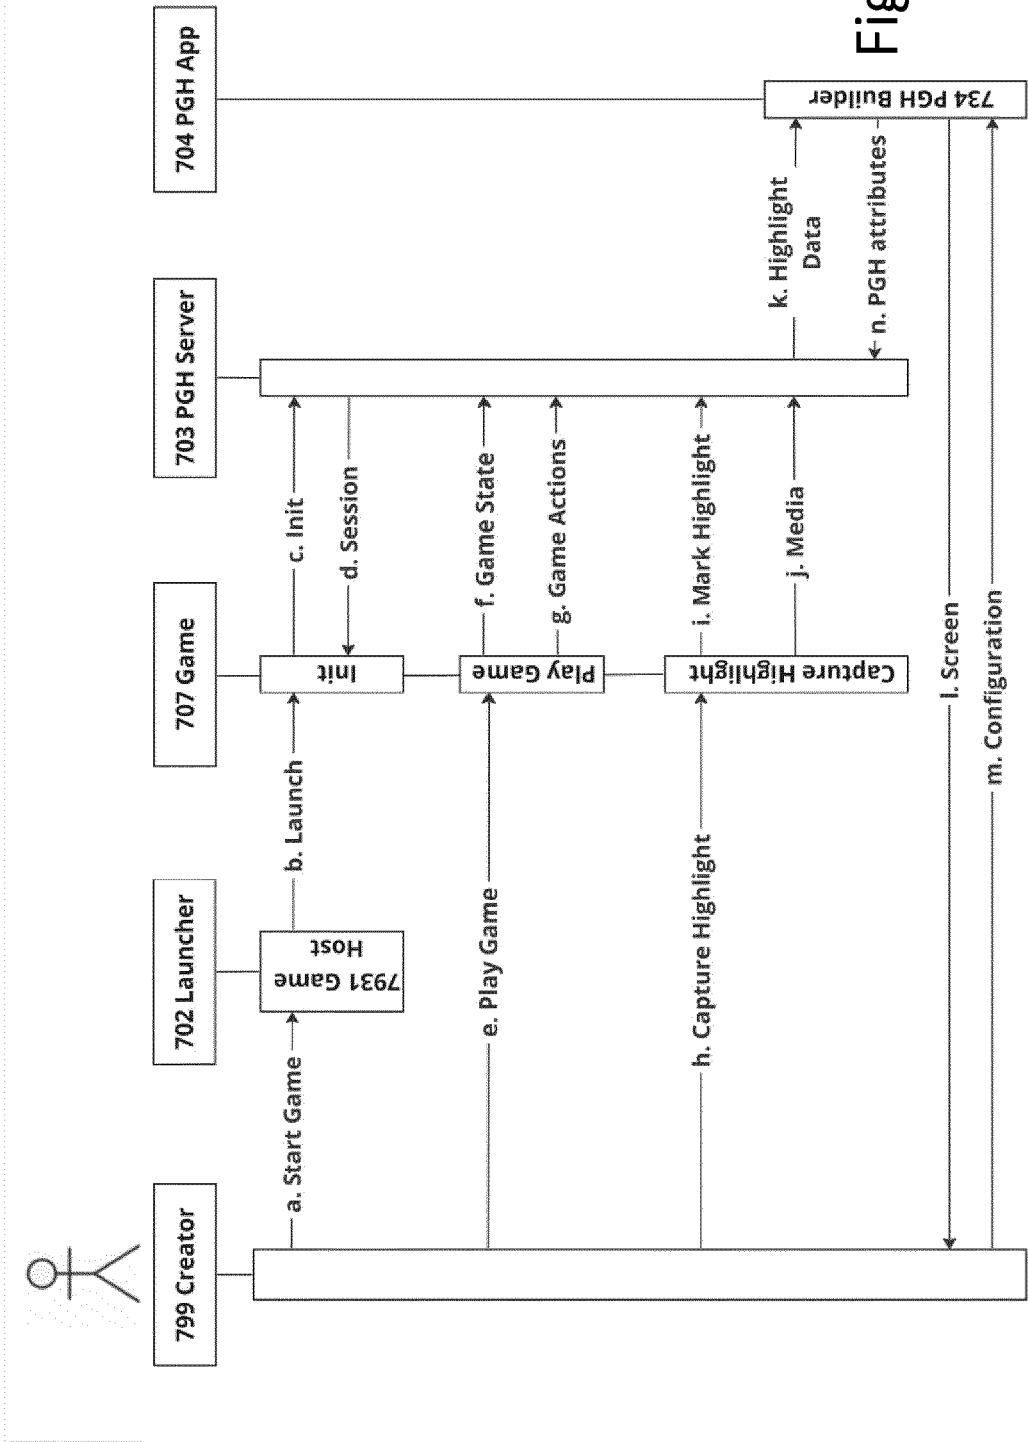 799 Creator
702 Launcher
707 Game
703 PGH Server
704 PGH App
a. Start Game
7931 Game
Host
b. Launch
Init
c. Init
d. Session
e. Play Game
Play Game
f. Game State
g. Game Actions
h. Capture Highlight
Capture Highlight
i. Mark Highlight
j. Media
k. Highlight
Data
734 PGH Builder
n. PGH attributes
l. Screen
m. Configuration